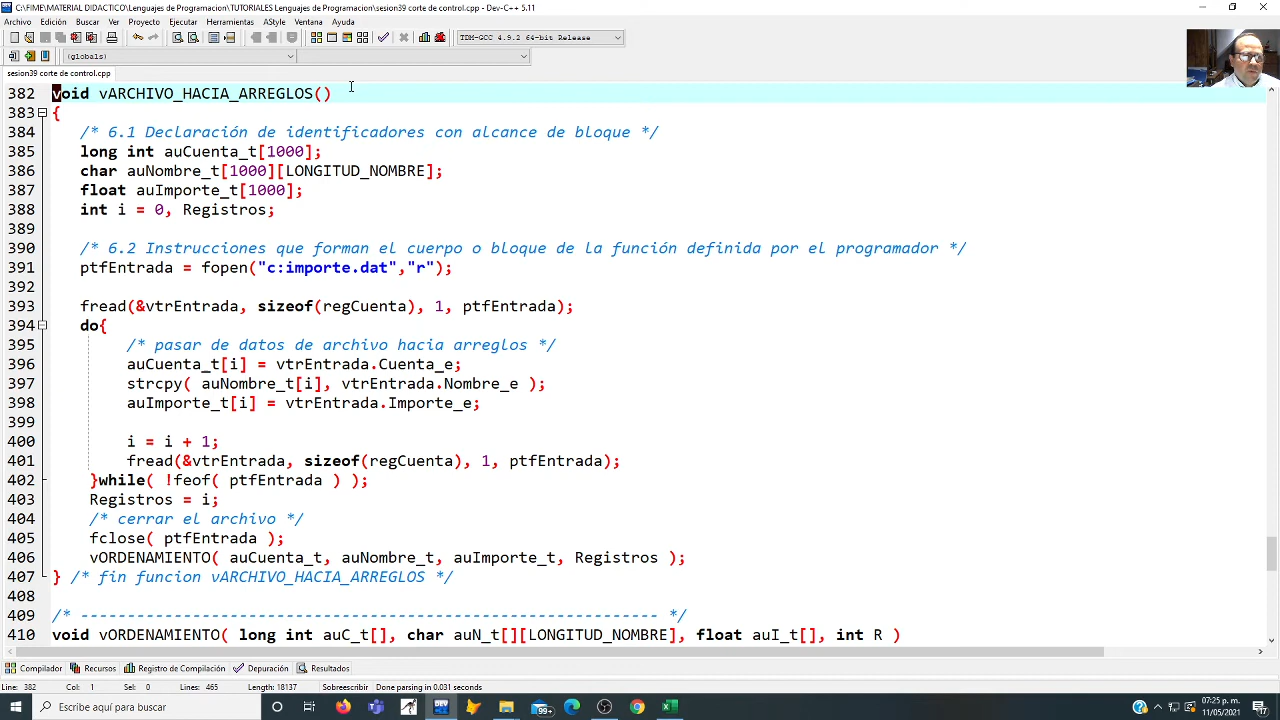 C:\FIME\MATERIAL DIDACTICO\Lenguajes de Programacion\TUTORIALES Lenguajes de Programacion\sesion39 corte de control.cpp - Dev-C++ 5.11
Archivo Edición Buscar Ver Proyecto Ejecutar Herramientas AStyle Ventana Ayuda
TDM-GCC 4.9.2 64-bit Release
(globals)
sesion39 corte de control.cpp
382 void vARCHIVO_HACIA_ARREGLOS()
383 {
384 /* 6.1 Declaración de identificadores con alcance de bloque */
385 long int auCuenta_t[1000];
386 char auNombre_t[1000][LONGITUD_NOMBRE];
387 float auImporte_t[1000];
388 int i = 0, Registros;
389
390 /* 6.2 Instrucciones que forman el cuerpo o bloque de la función definida por el programador */
391 ptfEntrada = fopen("c:importe.dat","r");
392
393 fread(&vtrEntrada, sizeof(regCuenta), 1, ptfEntrada);
394 do{
395 /* pasar de datos de archivo hacia arreglos */
396 auCuenta_t[i] = vtrEntrada.Cuenta_e;
397 strcpy( auNombre_t[i], vtrEntrada.Nombre_e );
398 auImporte_t[i] = vtrEntrada.Importe_e;
399
400 i = i + 1;
401 fread(&vtrEntrada, sizeof(regCuenta), 1, ptfEntrada);
402 }while( !feof( ptfEntrada ) );
403 Registros = i;
404 /* cerrar el archivo */
405 fclose( ptfEntrada );
406 vORDENAMIENTO( auCuenta_t, auNombre_t, auImporte_t, Registros );
407 } /* fin funcion vARCHIVO_HACIA_ARREGLOS */
408
409 /* -------------------------------------------------------------- */
410 void vORDENAMIENTO( long int auC_t[], char auN_t[][LONGITUD_NOMBRE], float auI_t[], int R )
Compilador Recursos Registro de Compilación Depuración Resultados
Line: 382 Col: 1 Sel: 0 Lines: 465 Length: 18137 Sobreescribir Done parsing in 0.031 seconds
Escribe aquí para buscar
99+
07:25 p. m.
11/05/2021
17